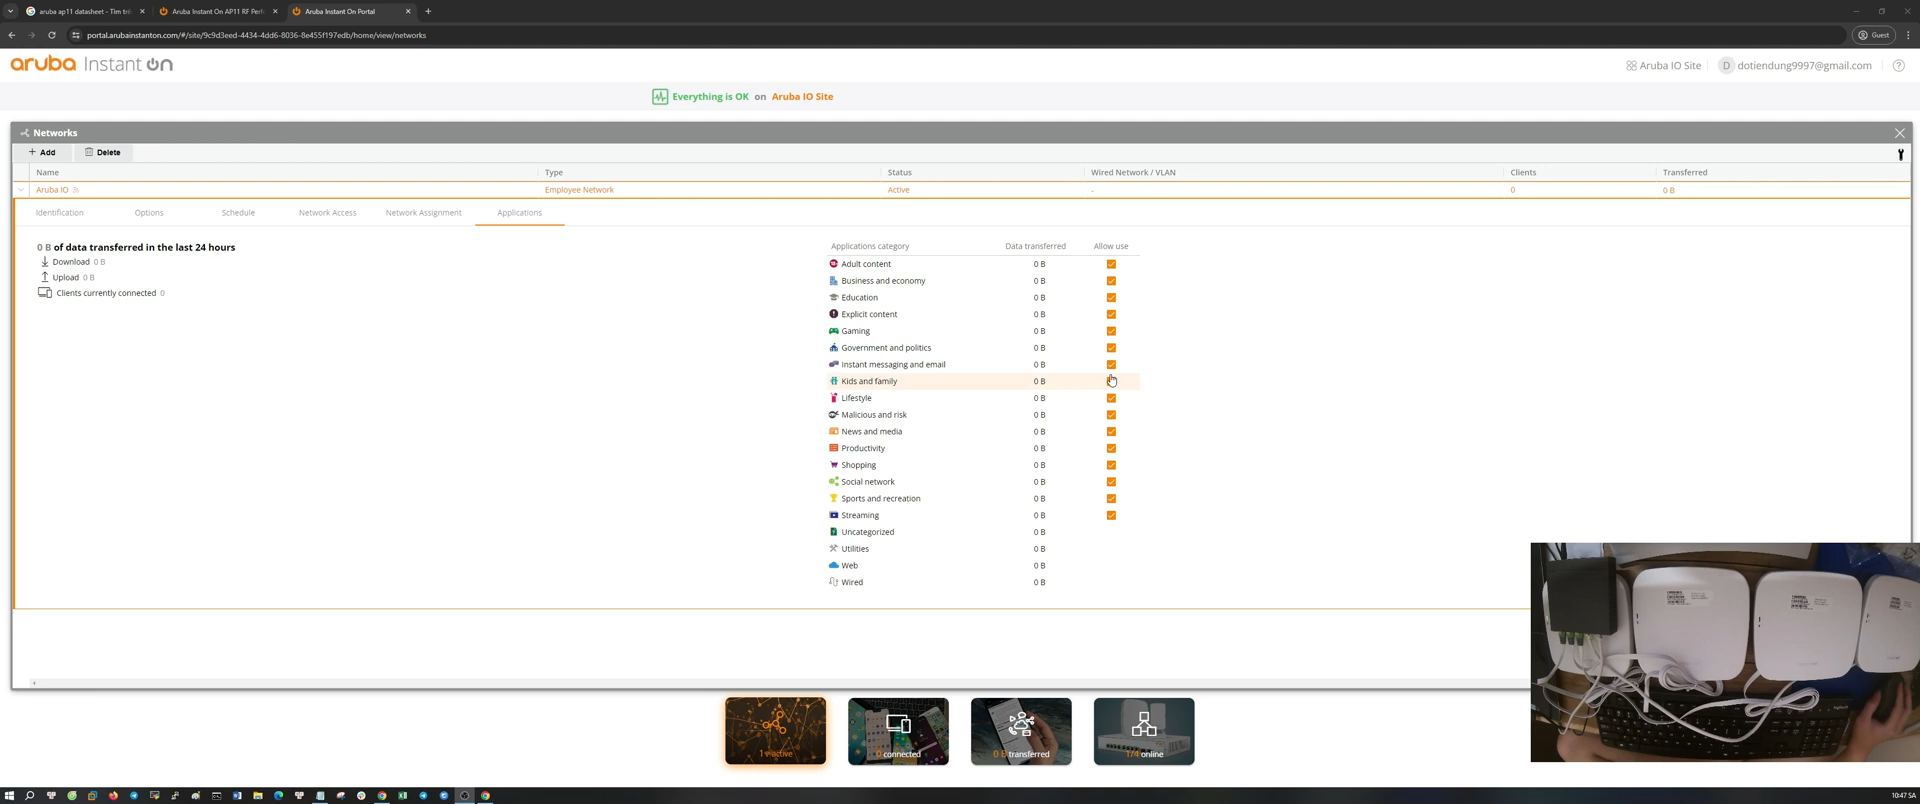 aruba ap11 datasheet - Tìm tr
Aruba Instant On AP11 RF Perf
Aruba Instant On Portal
portal.arubainstanton.com/#/site/9c9d3eed-4434-4dd6-8036-8e455f197edb/home/view/networks
Guest
aruba Instant On
Aruba IO Site
D dotiendung9997@gmail.com
Everything is OK on Aruba IO Site
Networks
+ Add Delete
Name Type Status Wired Network / VLAN Clients Transferred
Aruba IO Employee Network Active - 0 0 B
Identification Options Schedule Network Access Network Assignment Applications
0 B of data transferred in the last 24 hours
Download 0 B
Upload 0 B
Clients currently connected 0
Applications category Data transferred Allow use
Adult content 0 B
Business and economy 0 B
Education 0 B
Explicit content 0 B
Gaming 0 B
Government and politics 0 B
Instant messaging and email 0 B
Kids and family 0 B
Lifestyle 0 B
Malicious and risk 0 B
News and media 0 B
Productivity 0 B
Shopping 0 B
Social network 0 B
Sports and recreation 0 B
Streaming 0 B
Uncategorized 0 B
Utilities 0 B
Web 0 B
Wired 0 B
active
0 connected
0 B transferred
1/4 online
10:47 SA